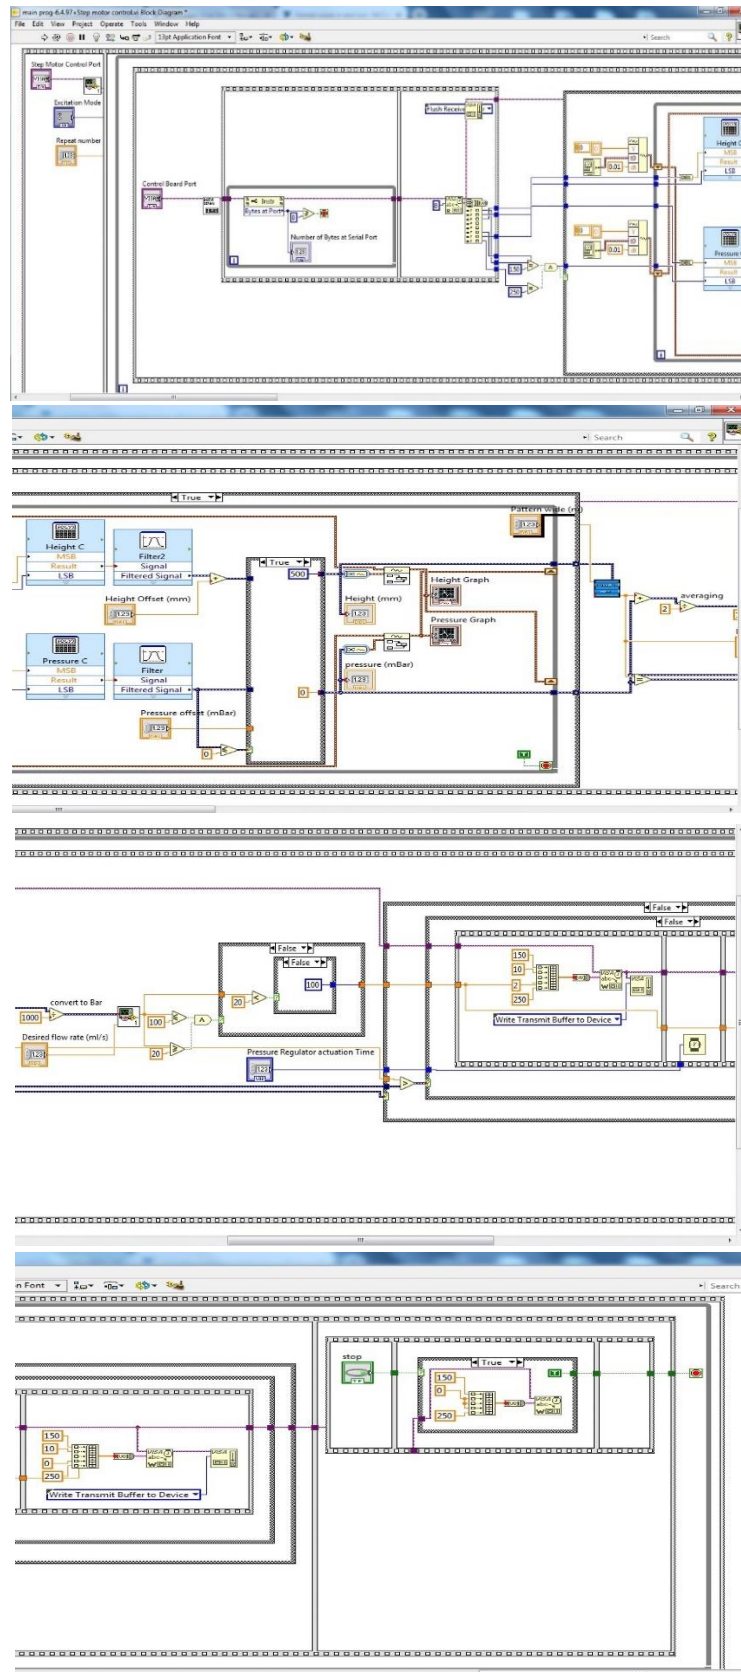 main prog-6.4.97+Step motor control.vi Block Diagram *
File Edit View Project Operate Tools Window Help
13pt Application Font
Search
Step Motor Control Port
Excitation Mode
Repeat number
Control Board Port
Instr
Bytes at Port
Number of Bytes at Serial Port
Flush Receive
0.01
0.01
150
250
Height C
MSB
Result
LSB
Pressure
MSB
Result
LSB
Search
True
Pattern wide (m)
Height C
MSB
Result
LSB
Filter2
Signal
Filtered Signal
True
500
Height Offset (mm)
Height (mm)
Height Graph
averaging
2
Pressure Graph
Pressure C
MSB
Result
LSB
Filter
Signal
Filtered Signal
0
pressure (mBar)
Pressure offset (mBar)
0
False
False
False
False
150
10
2
250
100
20
convert to Bar
1000
100
20
Desired flow rate (ml/s)
Write Transmit Buffer to Device
Pressure Regulator actuation Time
n Font
Search
stop
True
150
0
250
150
10
0
250
Write Transmit Buffer to Device